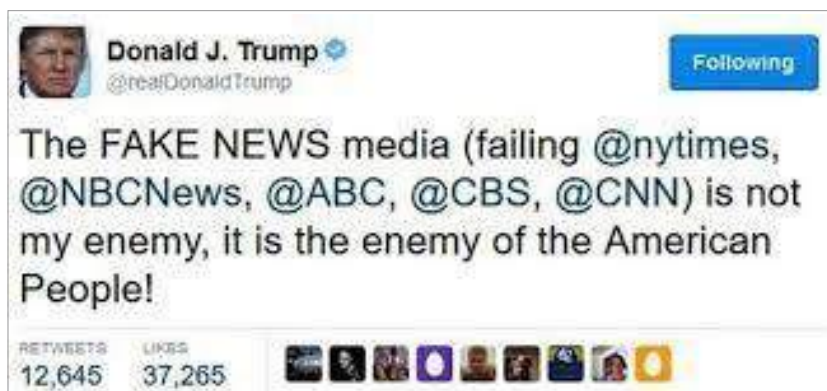 Donald J. Trump
@realDonaldTrump
Following
The FAKE NEWS media (failing @nytimes,
@NBCNews, @ABC, @CBS, @CNN) is not
my enemy, it is the enemy of the American
People!
RETWEETS LIKES
12,645 37,265